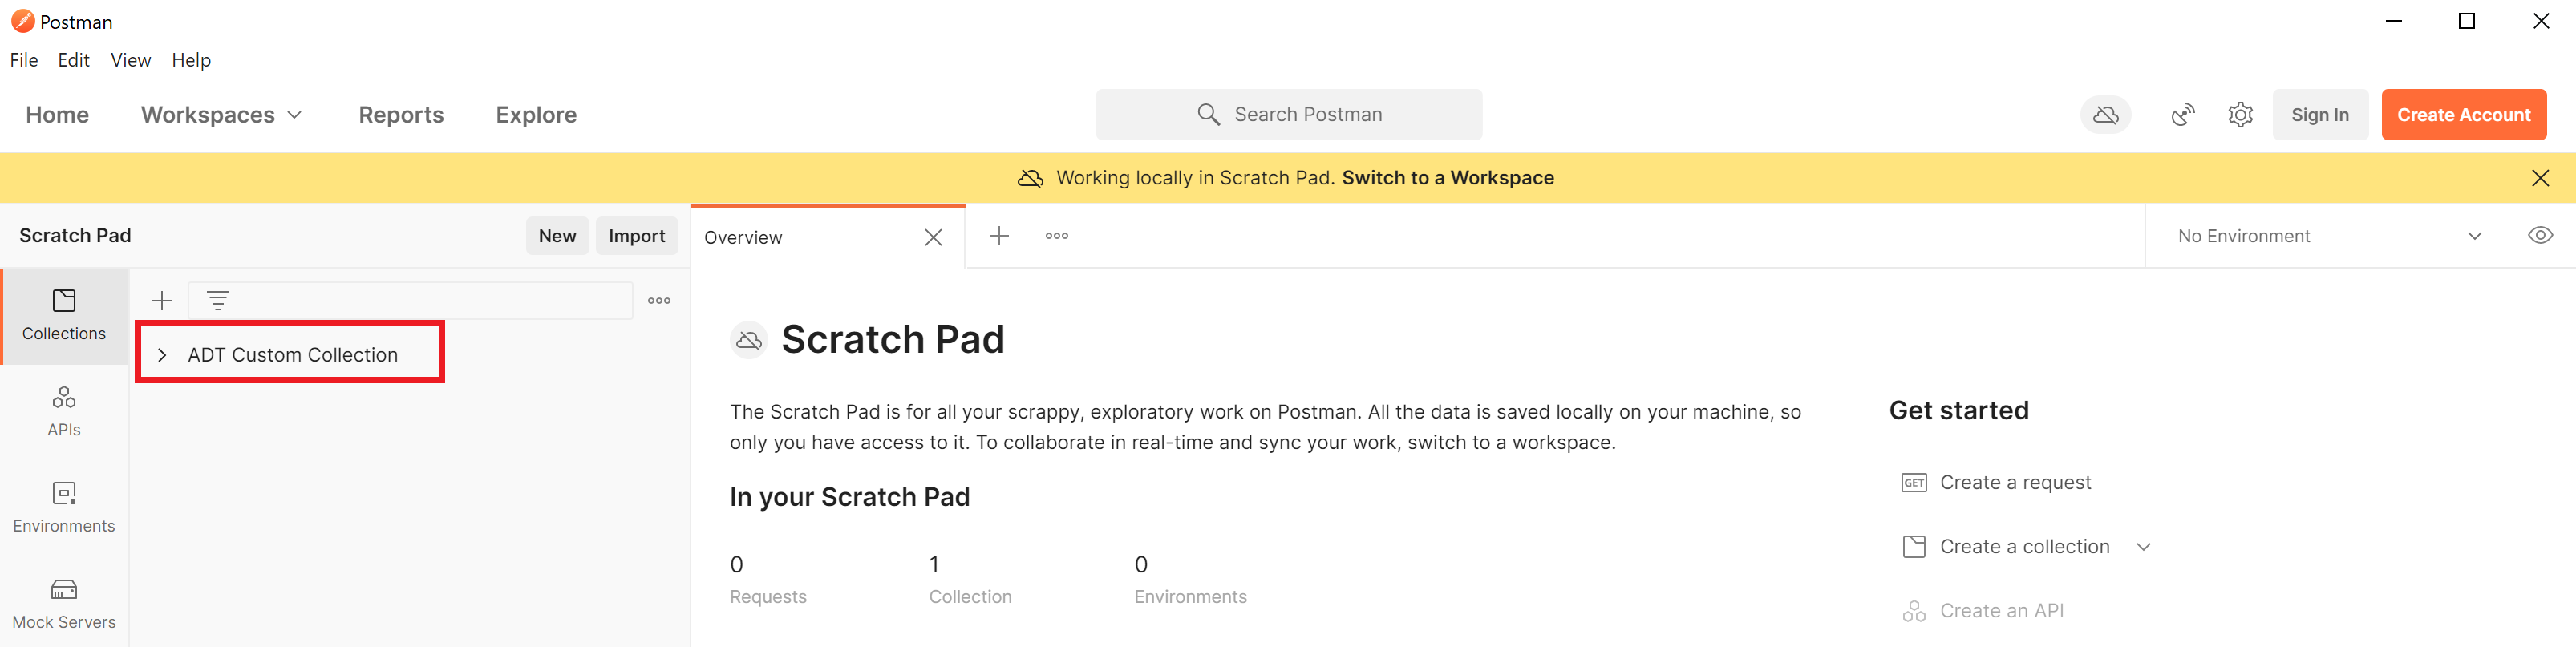 Postman
File Edit View Help
Home Workspaces Reports Explore Search Postman Sign In Create Account
Working locally in Scratch Pad. Switch to a Workspace
Scratch Pad New Import Overview No Environment
Collections
ADT Custom Collection
APIs
Environments
Mock Servers
Scratch Pad
The Scratch Pad is for all your scrappy, exploratory work on Postman. All the data is saved locally on your machine, so
only you have access to it. To collaborate in real-time and sync your work, switch to a workspace.
In your Scratch Pad
0 1 0
Requests Collection Environments
Get started
GET Create a request
Create a collection
Create an API